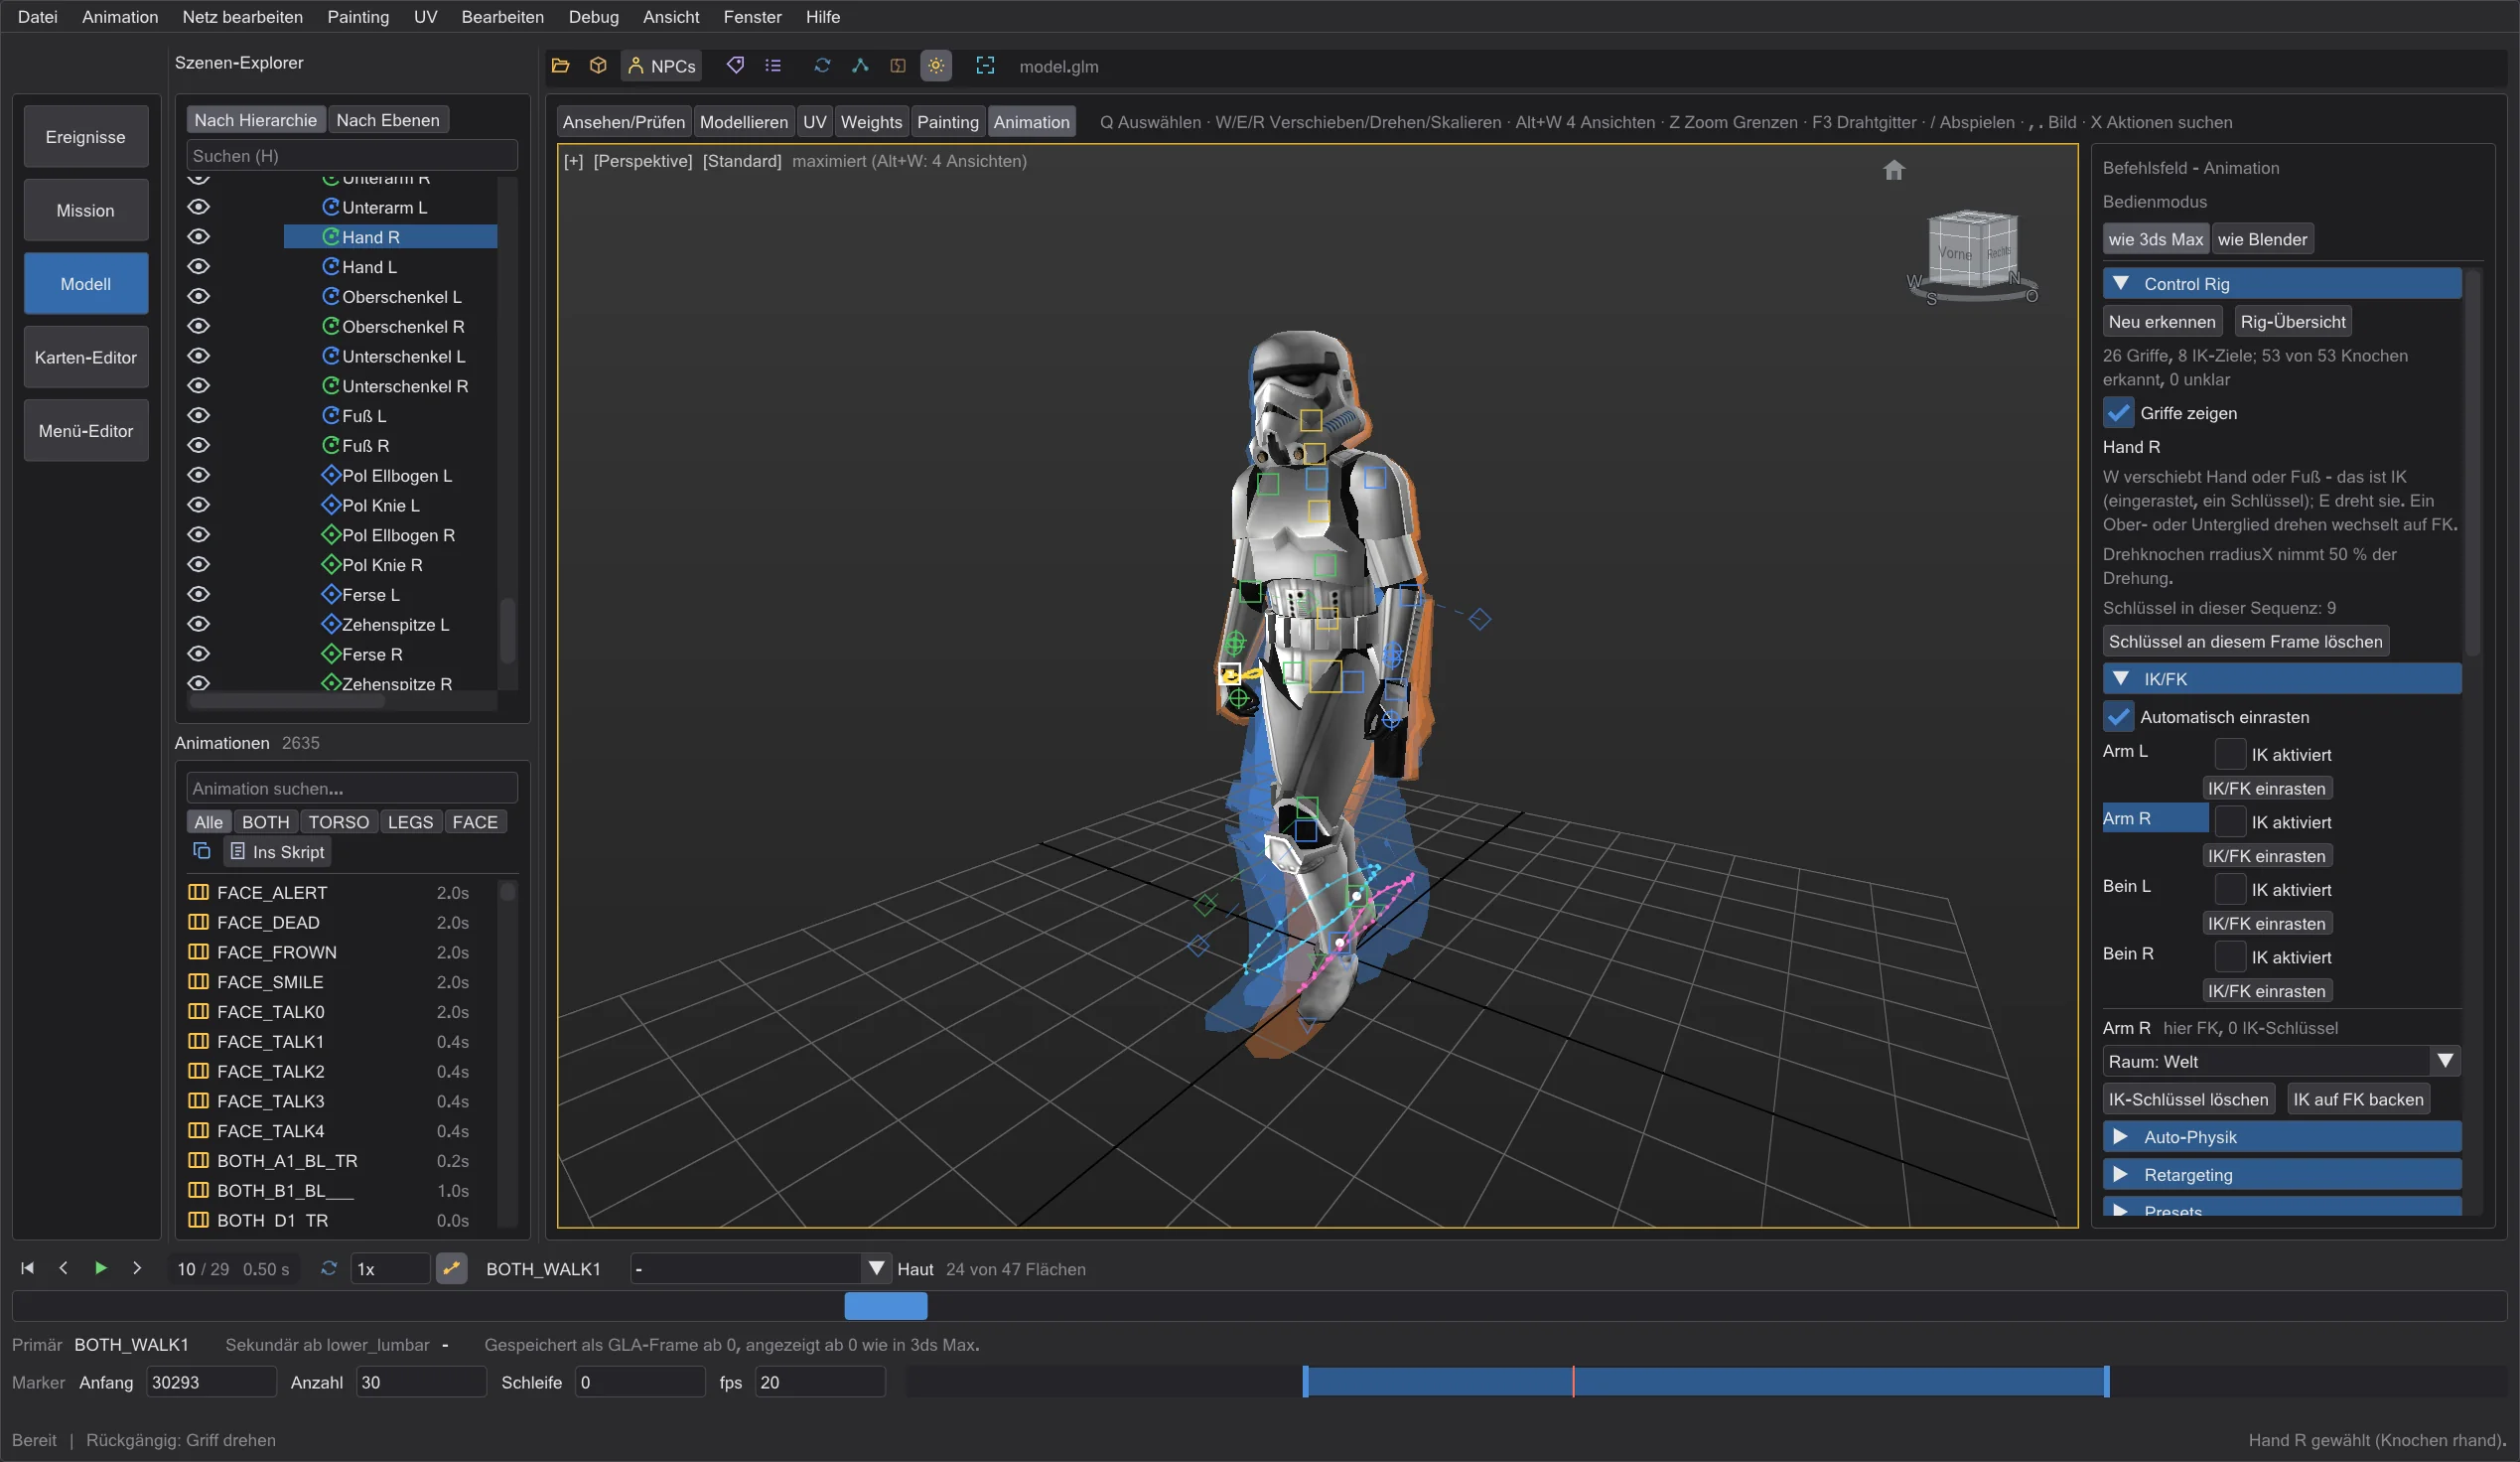 Datei Animation Netz bearbeiten Painting UV Bearbeiten Debug Ansicht Fenster Hilfe
Szenen-Explorer
NPCs model.glm
Ereignisse
Mission
Modell
Karten-Editor
Menü-Editor
Nach Hierarchie Nach Ebenen
Suchen (H)
Unterarm R
Unterarm L
Hand R
Hand L
Oberschenkel L
Oberschenkel R
Unterschenkel L
Unterschenkel R
Fuß L
Fuß R
Pol Ellbogen L
Pol Knie L
Pol Ellbogen R
Pol Knie R
Ferse L
Zehenspitze L
Ferse R
Zehenspitze R
Animationen 2635
Animation suchen...
Alle BOTH TORSO LEGS FACE
Ins Skript
FACE_ALERT 2.0s
FACE_DEAD 2.0s
FACE_FROWN 2.0s
FACE_SMILE 2.0s
FACE_TALK0 2.0s
FACE_TALK1 0.4s
FACE_TALK2 0.4s
FACE_TALK3 0.4s
FACE_TALK4 0.4s
BOTH_A1_BL_TR 0.2s
BOTH_B1_BL___ 1.0s
BOTH_D1_TR 0.0s
Ansehen/Prüfen Modellieren UV Weights Painting Animation Q Auswählen · W/E/R Verschieben/Drehen/Skalieren · Alt+W 4 Ansichten · Z Zoom Grenzen · F3 Drahtgitter · / Abspielen · , . Bild · X Aktionen suchen
[+] [Perspektive] [Standard] maximiert (Alt+W: 4 Ansichten)
Vorne Rechts
W S N O
Befehlsfeld - Animation
Bedienmodus
wie 3ds Max wie Blender
Control Rig
Neu erkennen Rig-Übersicht
26 Griffe, 8 IK-Ziele; 53 von 53 Knochen
erkannt, 0 unklar
Griffe zeigen
Hand R
W verschiebt Hand oder Fuß - das ist IK
(eingerastet, ein Schlüssel); E dreht sie. Ein
Ober- oder Unterglied drehen wechselt auf FK.
Drehknochen rradiusX nimmt 50 % der
Drehung.
Schlüssel in dieser Sequenz: 9
Schlüssel an diesem Frame löschen
IK/FK
Automatisch einrasten
Arm L IK aktiviert
IK/FK einrasten
Arm R IK aktiviert
IK/FK einrasten
Bein L IK aktiviert
IK/FK einrasten
Bein R IK aktiviert
IK/FK einrasten
Arm R hier FK, 0 IK-Schlüssel
Raum: Welt
IK-Schlüssel löschen IK auf FK backen
Auto-Physik
Retargeting
Presets
10 / 29 0.50 s 1x BOTH_WALK1 - Haut 24 von 47 Flächen
Primär BOTH_WALK1 Sekundär ab lower_lumbar - Gespeichert als GLA-Frame ab 0, angezeigt ab 0 wie in 3ds Max.
Marker Anfang 30293 Anzahl 30 Schleife 0 fps 20
Bereit | Rückgängig: Griff drehen
Hand R gewählt (Knochen rhand).